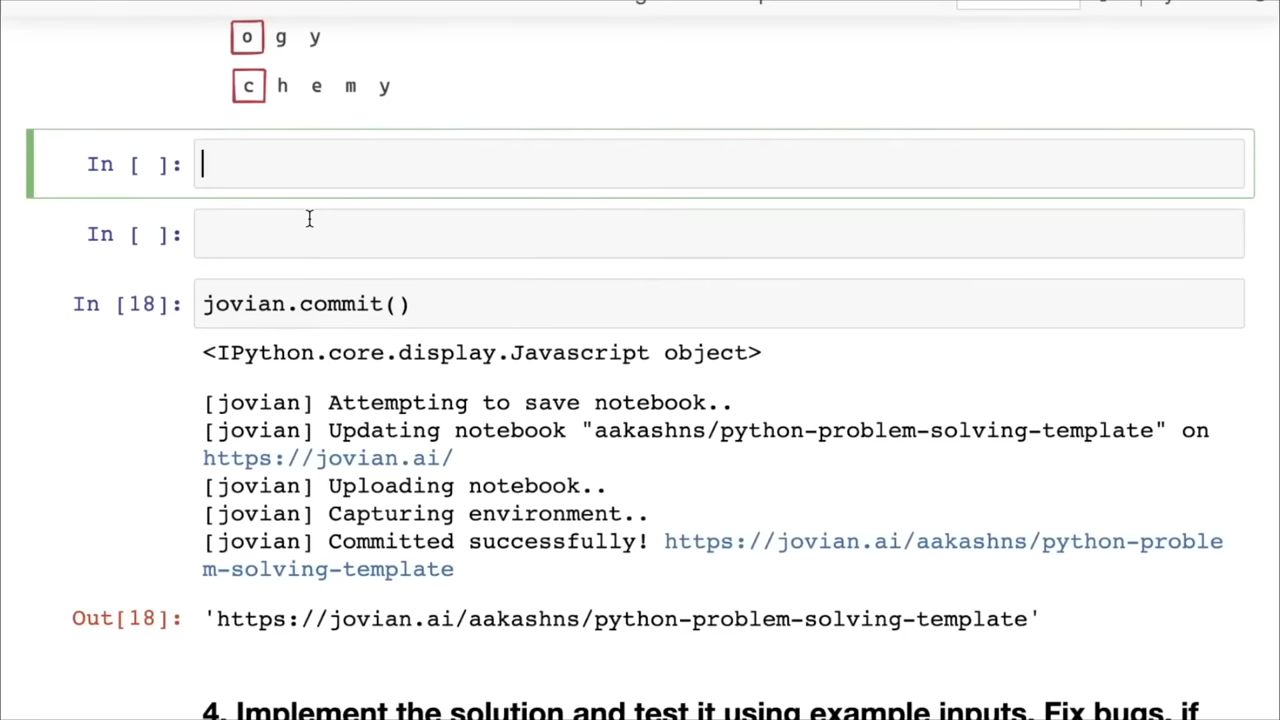 o g y
c h e m y
In [ ]:
In [ ]:
In [18]: jovian.commit()
<IPython.core.display.Javascript object>
[jovian] Attempting to save notebook..
[jovian] Updating notebook "aakashns/python-problem-solving-template" on
https://jovian.ai/
[jovian] Uploading notebook..
[jovian] Capturing environment..
[jovian] Committed successfully! https://jovian.ai/aakashns/python-proble
m-solving-template
Out[18]: 'https://jovian.ai/aakashns/python-problem-solving-template'
4. Implement the solution and test it using example inputs. Fix bugs, if